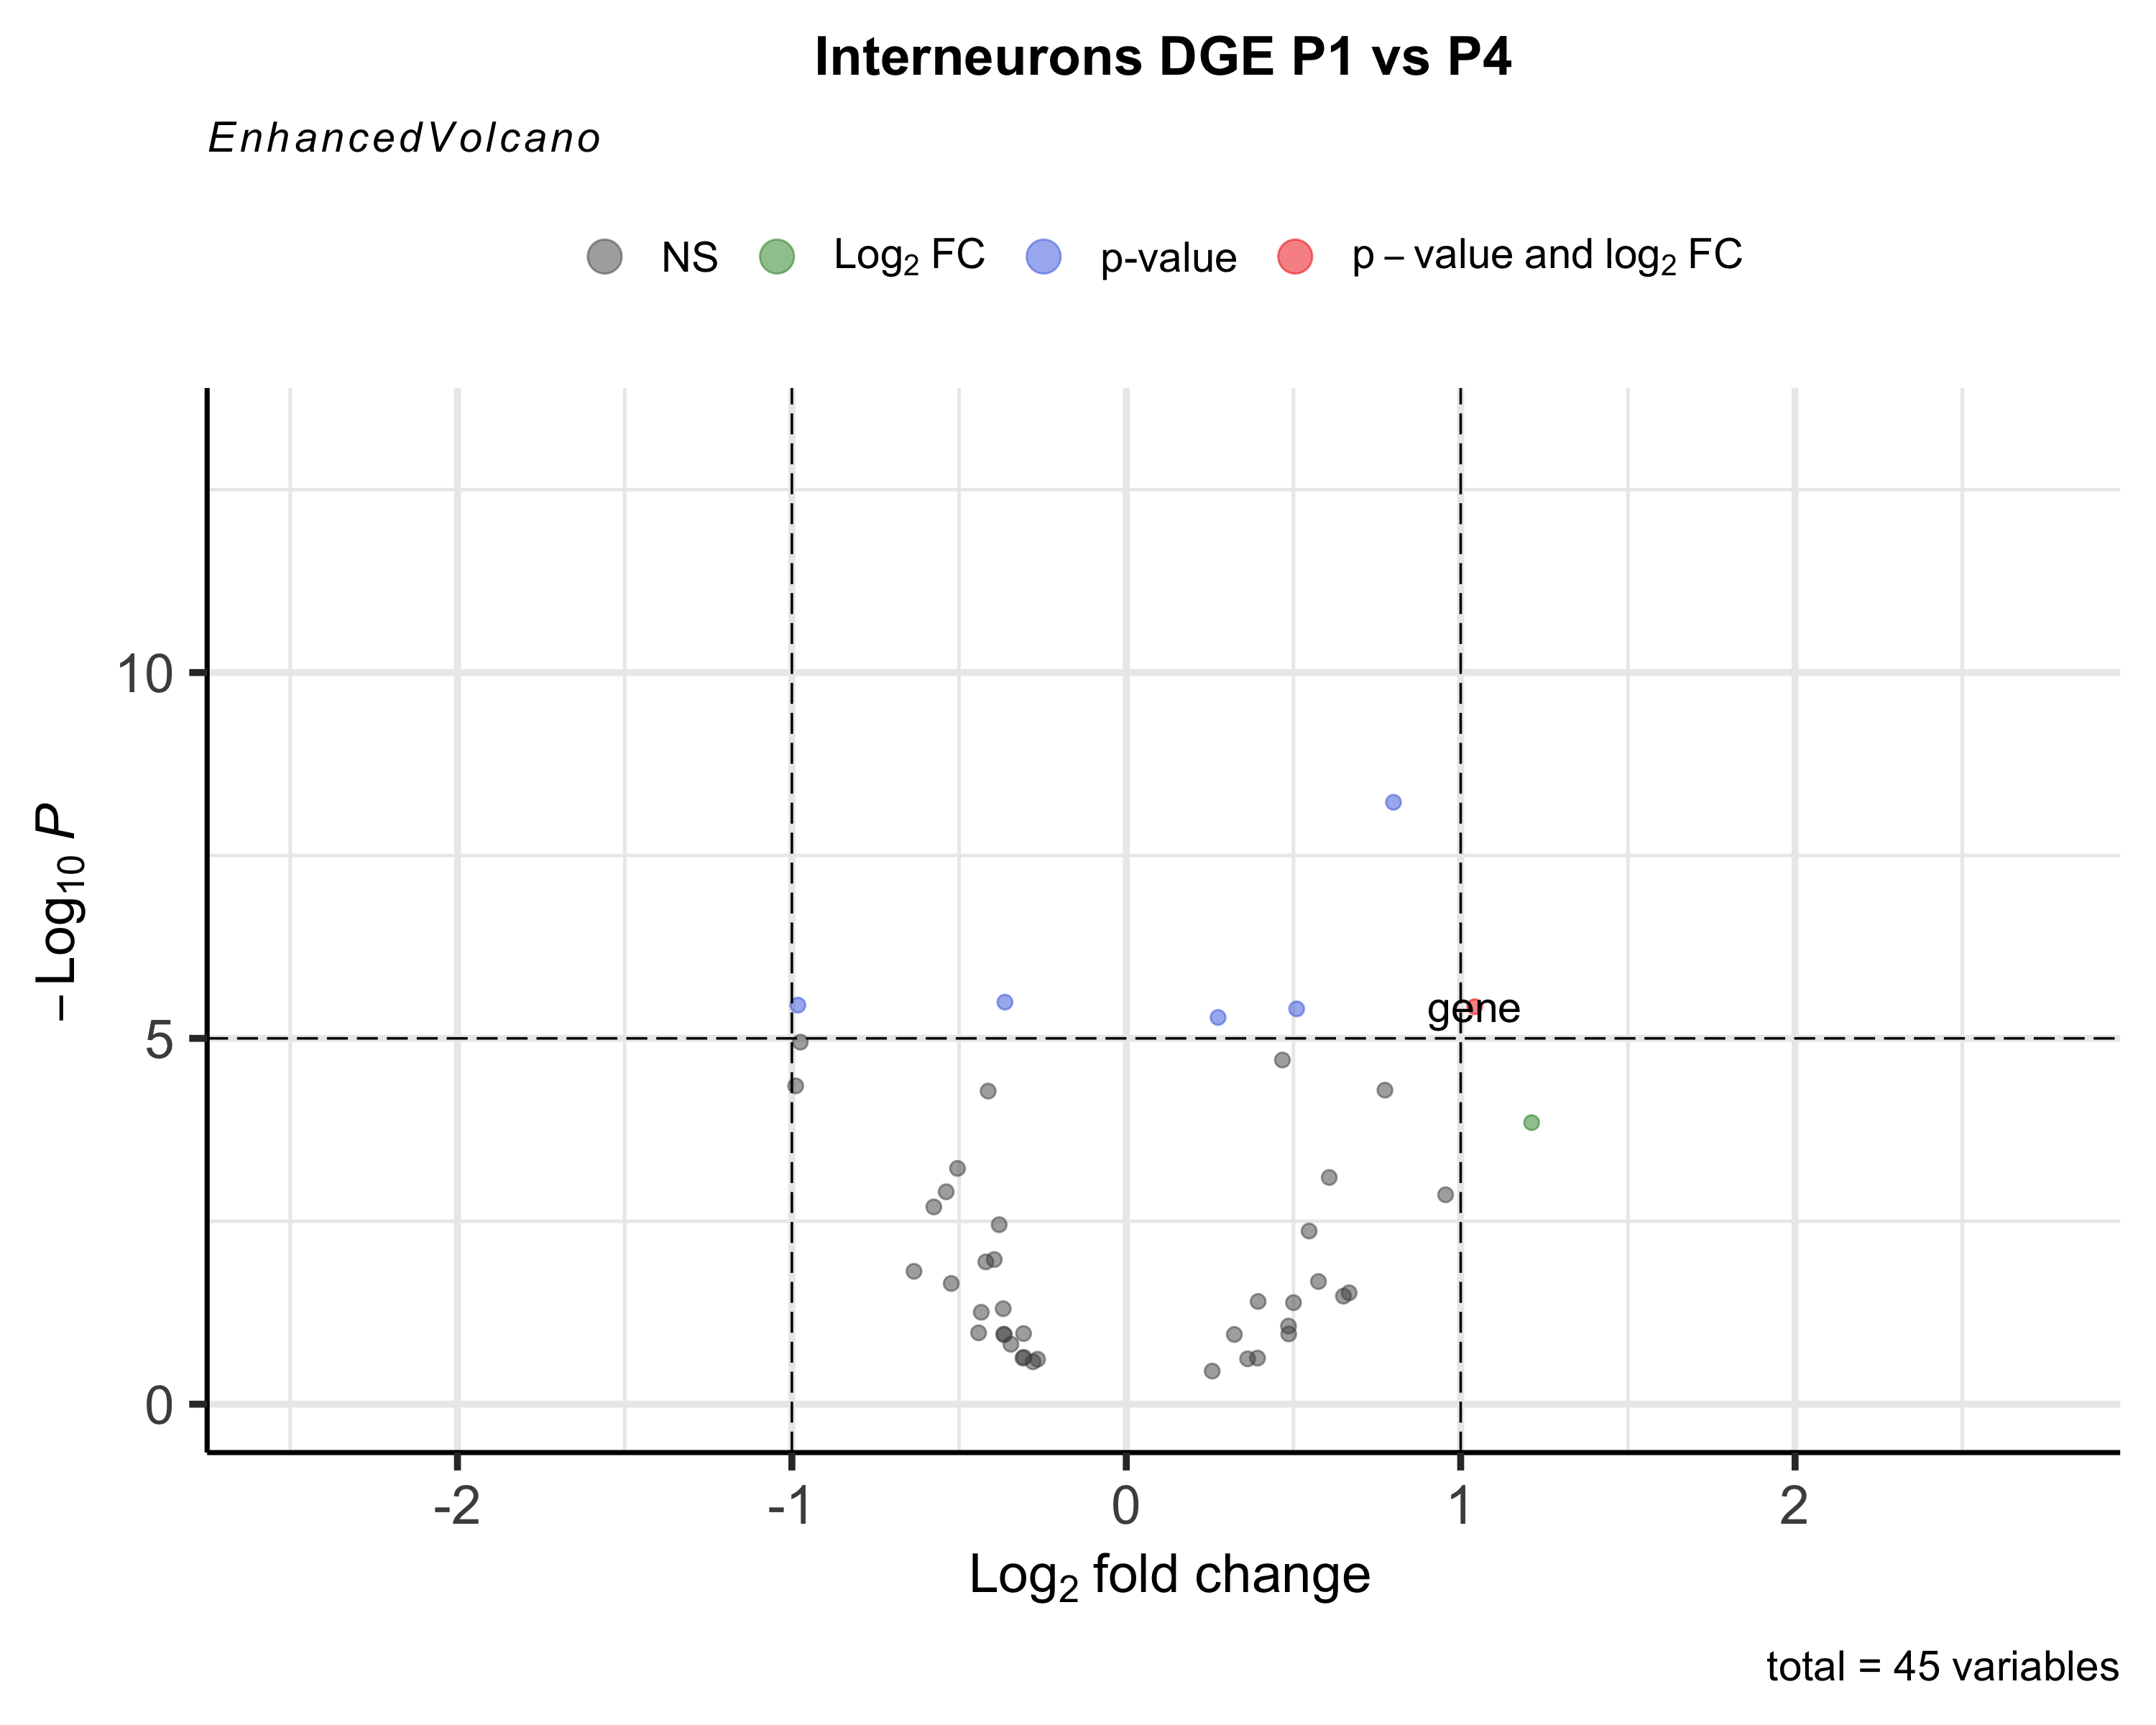 Interneurons DGE P1 vs P4
EnhancedVolcano
NS Log₂ FC p-value p – value and log₂ FC
–Log₁₀ P
10
5
0
gene
-2 -1 0 1 2
Log₂ fold change
total = 45 variables